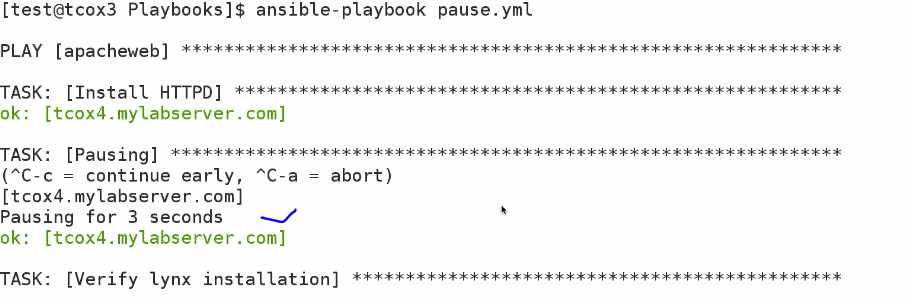 [test@tcox3 Playbooks]$ ansible-playbook pause.yml
PLAY [apacheweb] **************************************************************
TASK: [Install HTTPD] *********************************************************
ok: [tcox4.mylabserver.com]
TASK: [Pausing] ***************************************************************
(^C-c = continue early, ^C-a = abort)
[tcox4.mylabserver.com]
Pausing for 3 seconds
ok: [tcox4.mylabserver.com]
TASK: [Verify lynx installation] **********************************************